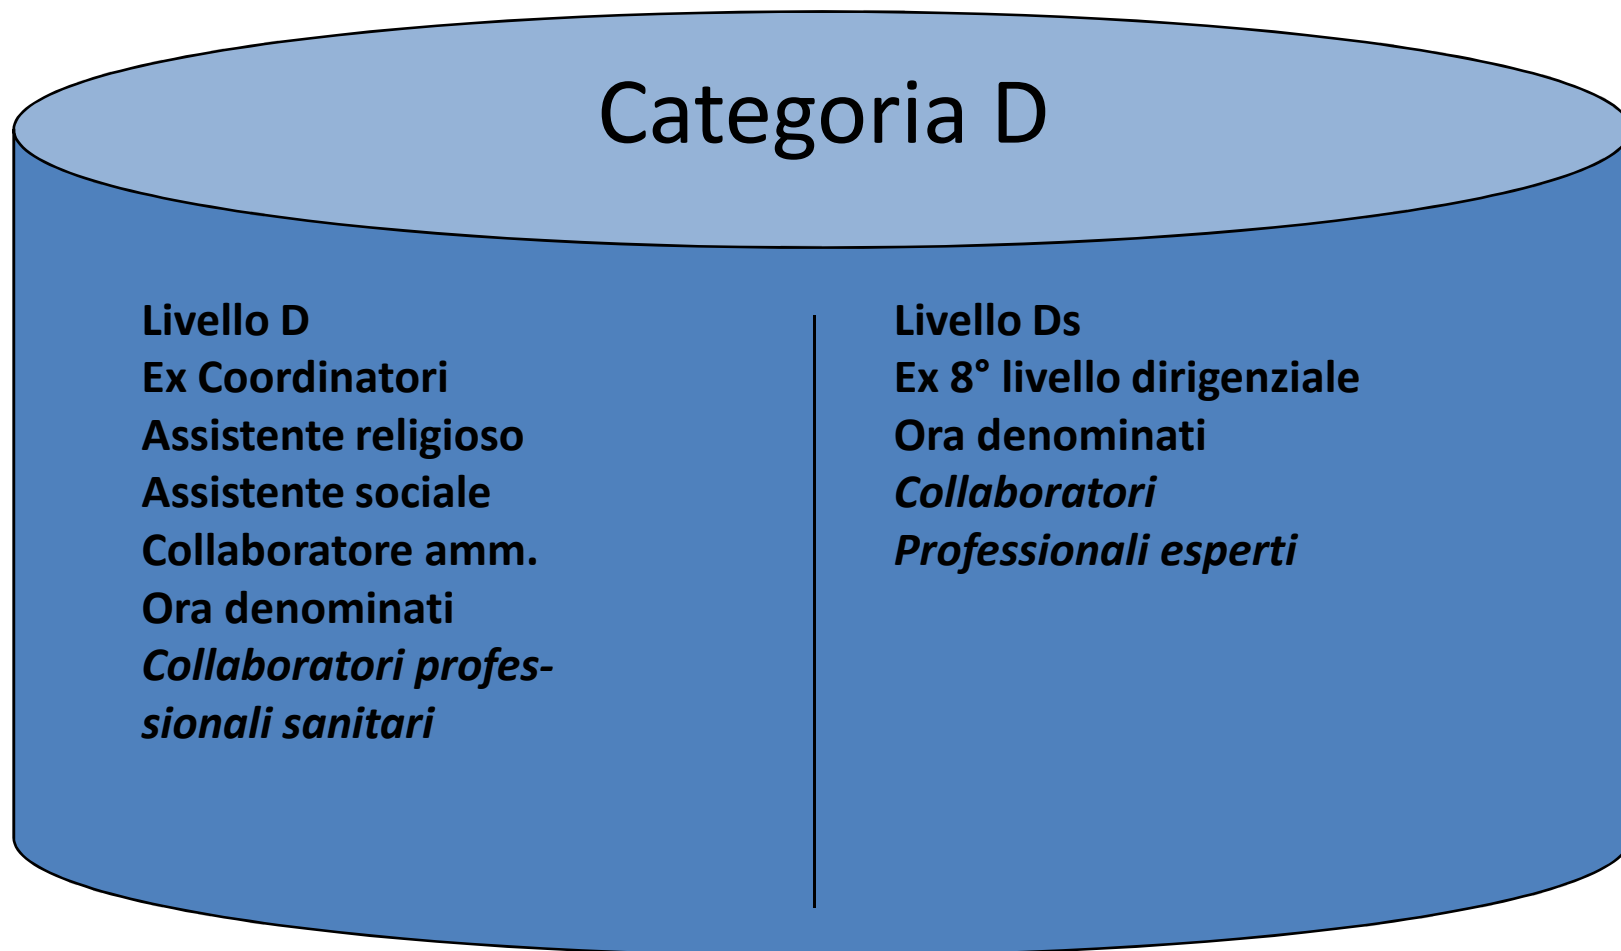 Categoria D
Livello D
Ex Coordinatori
Assistente religioso
Assistente sociale
Collaboratore amm.
Ora denominati
Collaboratori profes-
sionali sanitari
Livello Ds
Ex 8° livello dirigenziale
Ora denominati
Collaboratori
Professionali esperti